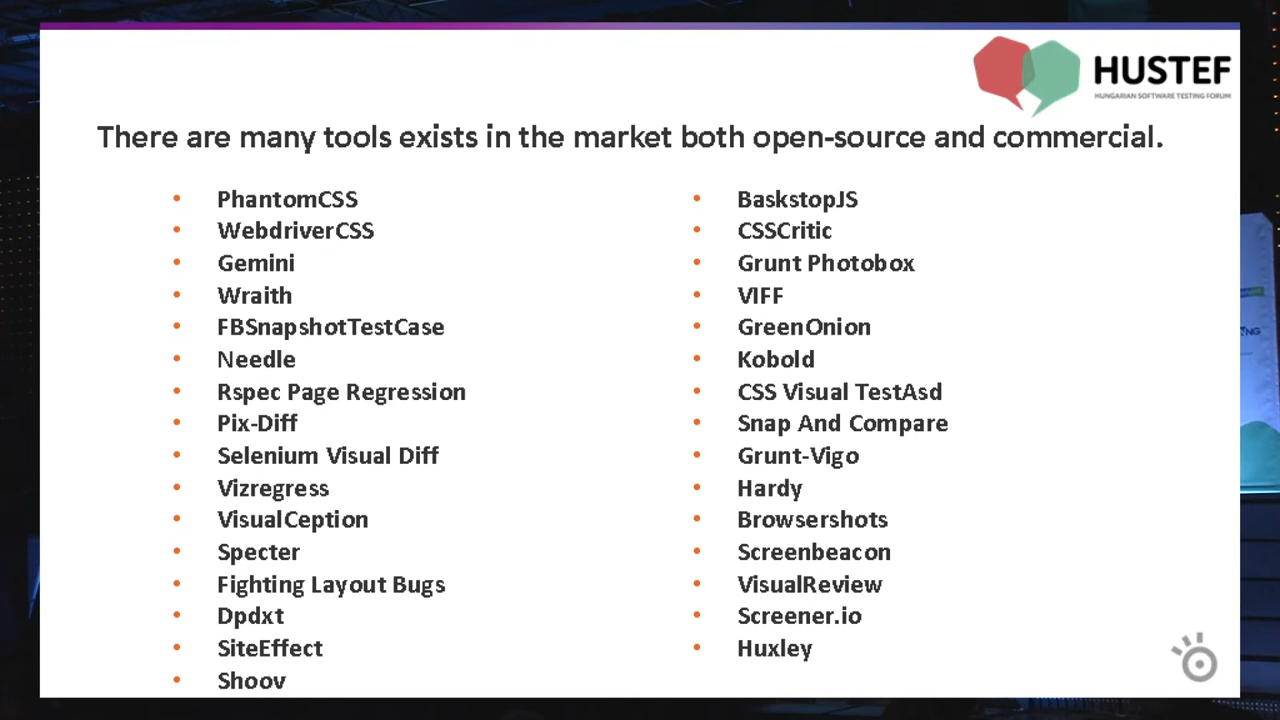 HUSTEF
HUNGARIAN SOFTWARE TESTING FORUM
There are many tools exists in the market both open-source and commercial.
• PhantomCSS
• WebdriverCSS
• Gemini
• Wraith
• FBSnapshotTestCase
• Needle
• Rspec Page Regression
• Pix-Diff
• Selenium Visual Diff
• Vizregress
• VisualCeption
• Specter
• Fighting Layout Bugs
• Dpdxt
• SiteEffect
• Shoov
• BaskstopJS
• CSSCritic
• Grunt Photobox
• VIFF
• GreenOnion
• Kobold
• CSS Visual TestAsd
• Snap And Compare
• Grunt-Vigo
• Hardy
• Browsershots
• Screenbeacon
• VisualReview
• Screener.io
• Huxley